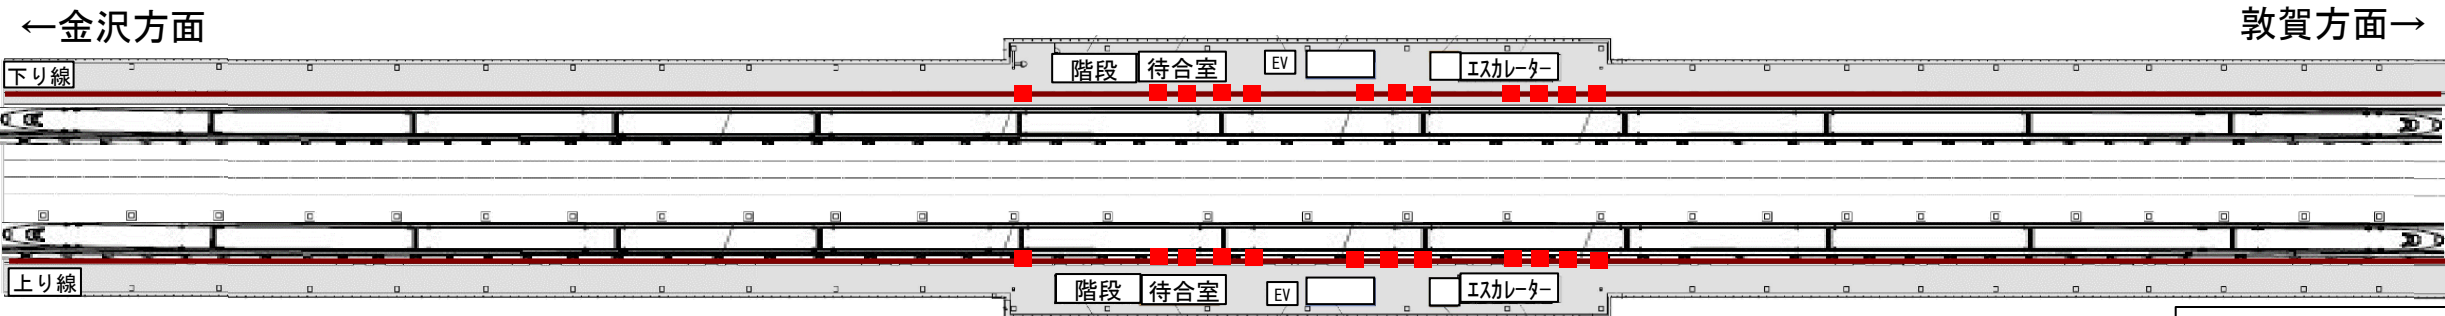 ←金沢方面
敦賀方面→
下り線
階段
待合室
EV
エスカレーター
上り線
階段
待合室
EV
エスカレーター